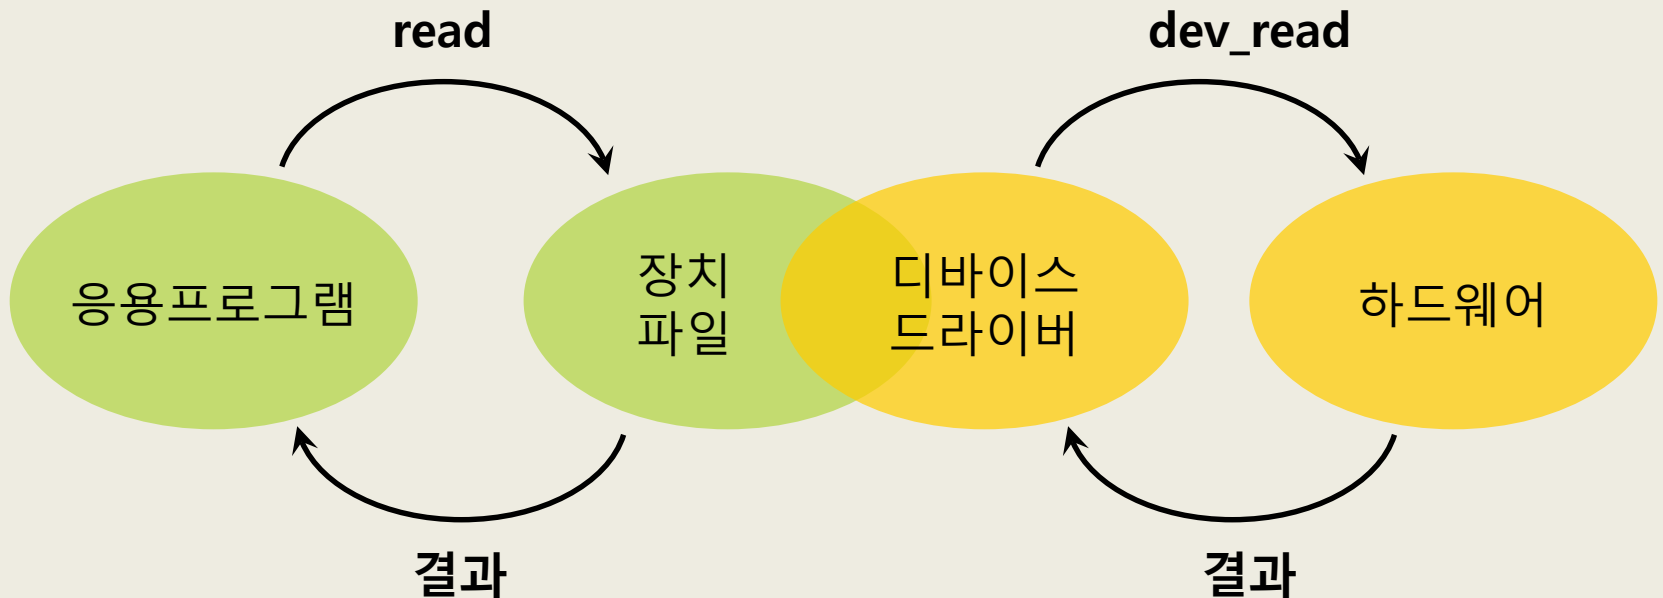 read
dev_read
응용프로그램
장치
파일
디바이스
드라이버
하드웨어
결과
결과